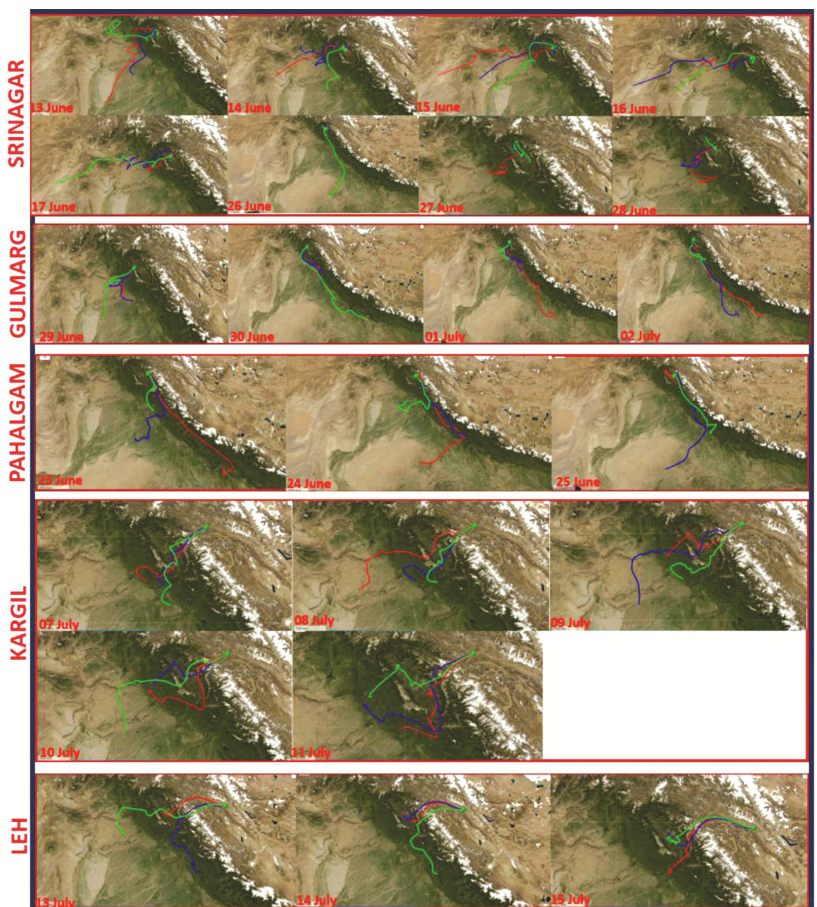 SRINAGAR
13 June
14 June
15 June
16 June
17 June
26 June
27 June
28 June
GULMARG
29 June
30 June
01 July
02 July
PAHALGAM
23 June
24 June
25 June
KARGIL
07 July
08 July
09 July
10 July
11 July
LEH
13 July
14 July
15 July